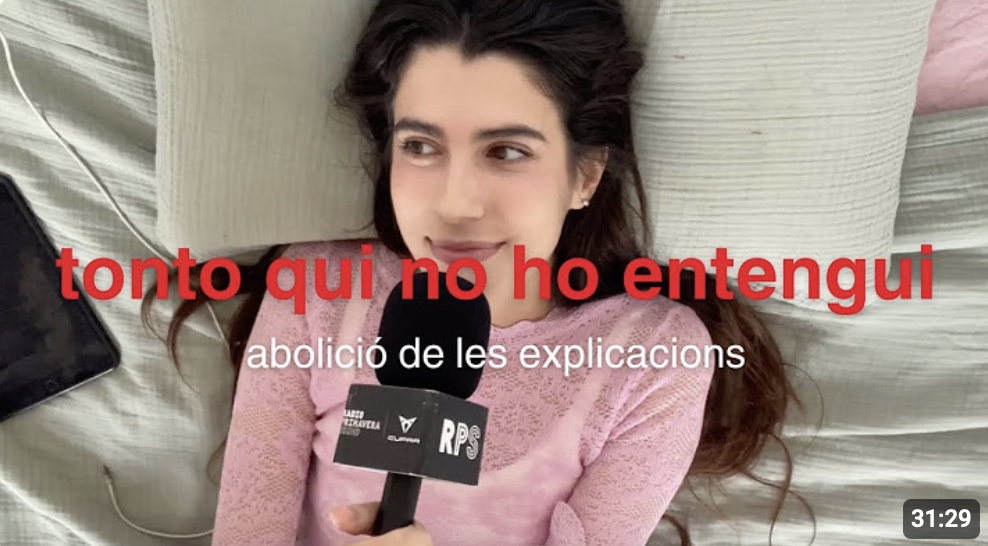 tonto qui no ho entengui
abolició de les explicacions
RADIO
PRIMAVERA
CUPRA
RPS
31:29